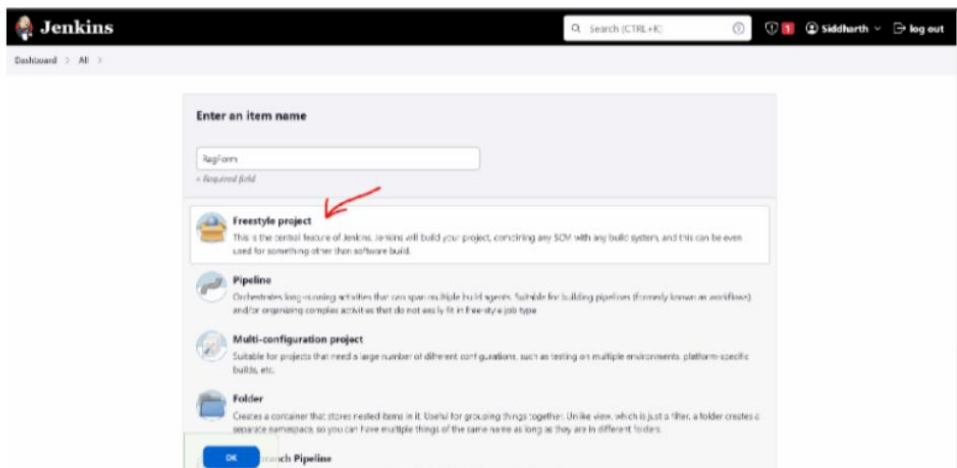 Jenkins
Search (CTRL+K)
1
Siddharth
log out
Dashboard > All >
Enter an item name
RegForm
» Required field
Freestyle project
This is the central feature of Jenkins. Jenkins will build your project, combining any SCM with any build system, and this can be even
used for something other than software build.
Pipeline
Orchestrates long-running activities that can span multiple build agents. Suitable for building pipelines (formerly known as workflows)
and/or organizing complex activities that do not easily fit in free-style job type.
Multi-configuration project
Suitable for projects that need a large number of different configurations, such as testing on multiple environments, platform-specific
builds, etc.
Folder
Creates a container that stores nested items in it. Useful for grouping things together. Unlike view, which is just a filter, a folder creates a
separate namespace, so you can have multiple things of the same name as long as they are in different folders.
OK
ranch Pipeline